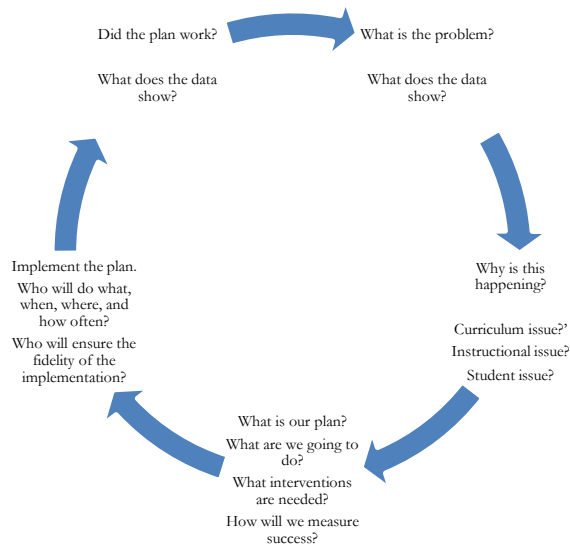 Did the plan work?
What does the data
show?
What is the problem?
What does the data
show?
Why is this
happening?
Curriculum issue?’
Instructional issue?
Student issue?
What is our plan?
What are we going to
do?
What interventions
are needed?
How will we measure
success?
Implement the plan.
Who will do what,
when, where, and
how often?
Who will ensure the
fidelity of the
implementation?